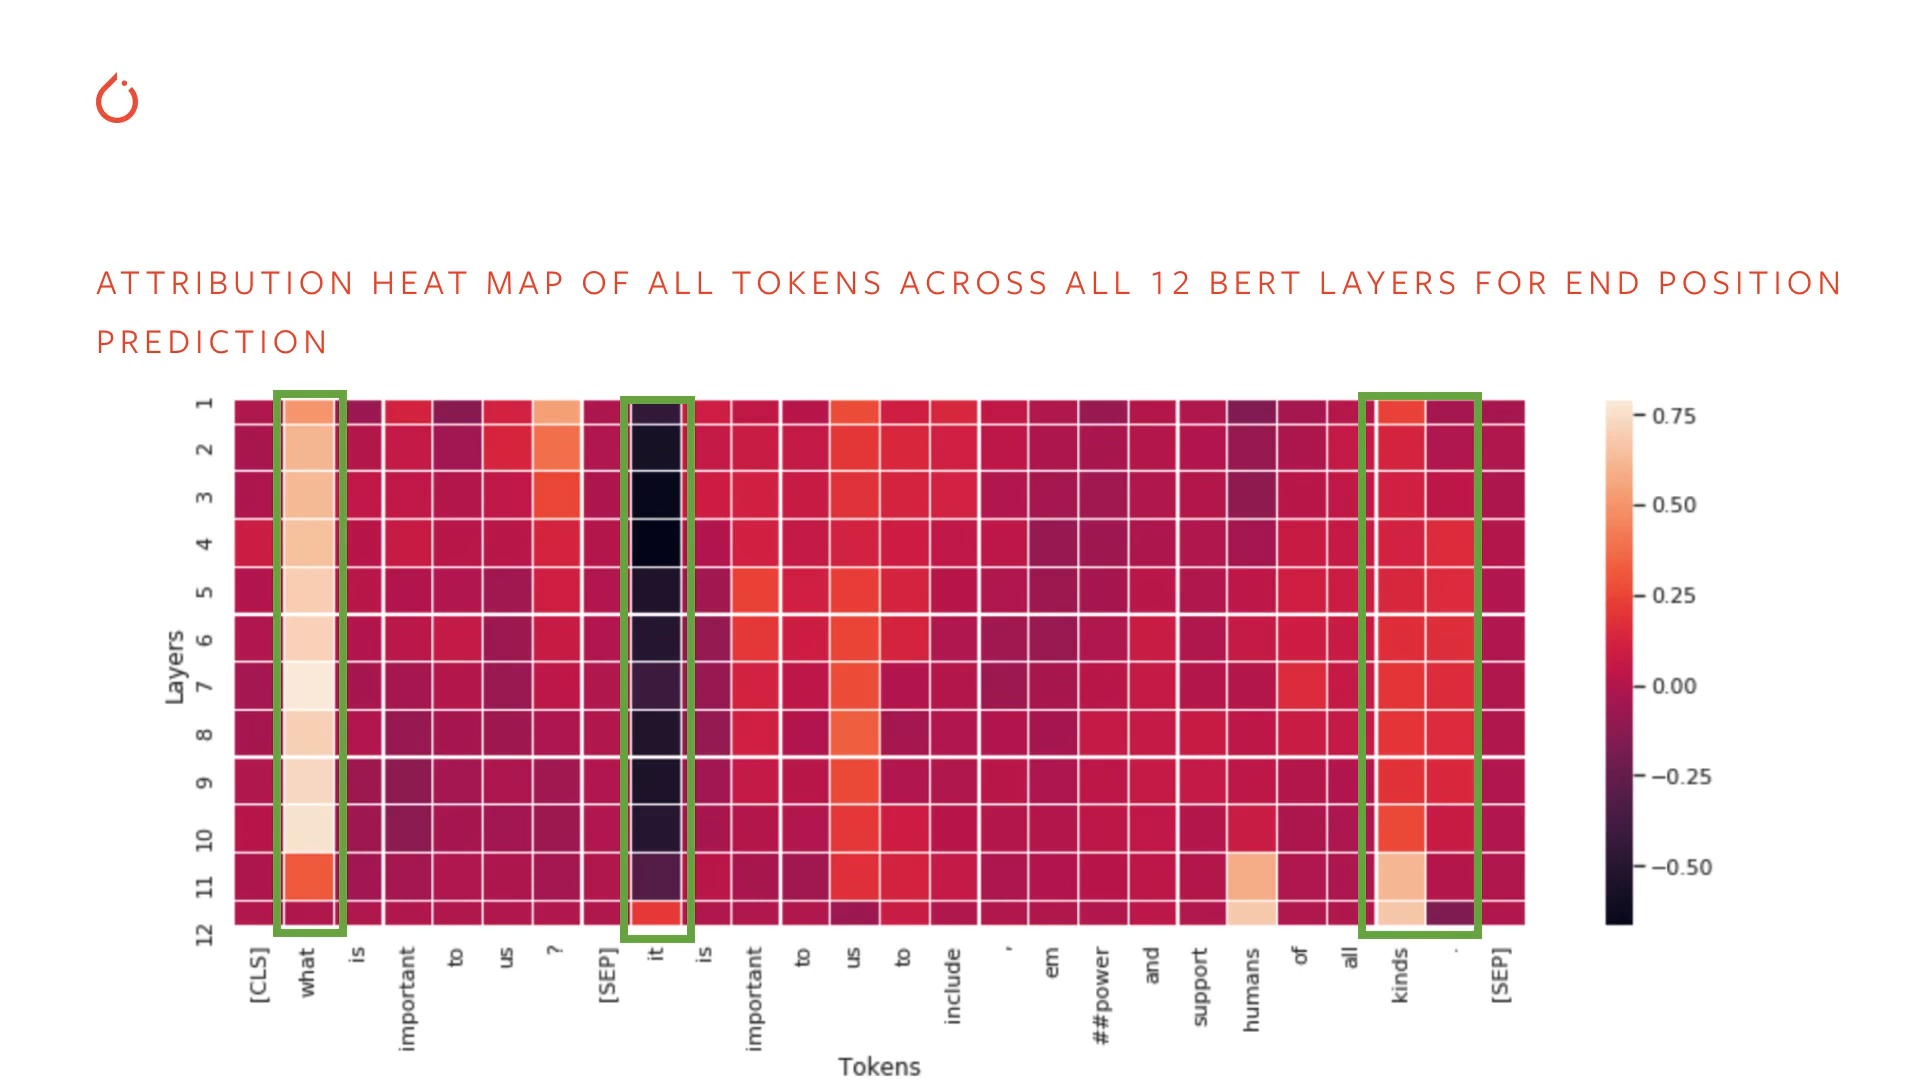 ATTRIBUTION HEAT MAP OF ALL TOKENS ACROSS ALL 12 BERT LAYERS FOR END POSITION
PREDICTION
Layers
1
2
3
4
5
6
7
8
9
10
11
12
[CLS]
what
is
important
to
us
?
[SEP]
it
is
important
to
us
to
include
,
em
##power
and
support
humans
of
all
kinds
.
[SEP]
Tokens
0.75
0.50
0.25
0.00
−0.25
−0.50